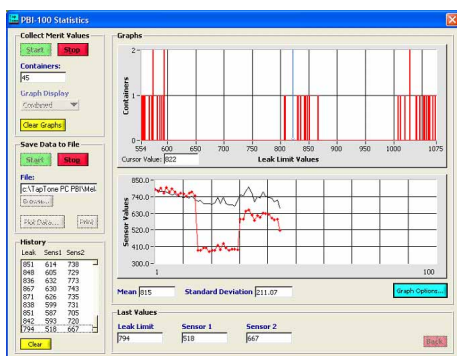 PBI-100 Statistics
Collect Merit Values
Start Stop
Containers:
45
Graph Display
Combined
Clear Graphs
Save Data to File
Start Stop
File:
c:\TapTone PC PBI\Mel
Browse...
Plot Data... Print
History
Leak Sens1 Sens2
851 614 738
848 605 729
836 632 773
867 630 743
871 626 735
838 599 731
851 587 705
842 593 720
794 518 667
Clear
Graphs
Containers
2
1
0
554 600 650 700 750 800 850 900 950 1000 1075
Cursor Value: 822
Leak Limit Values
Sensor Values
850.0
740.0
630.0
520.0
410.0
300.0
1 100
Mean 815 Standard Deviation 211.07
Graph Options...
Last Values
Leak Limit Sensor 1 Sensor 2
794 518 667
Back